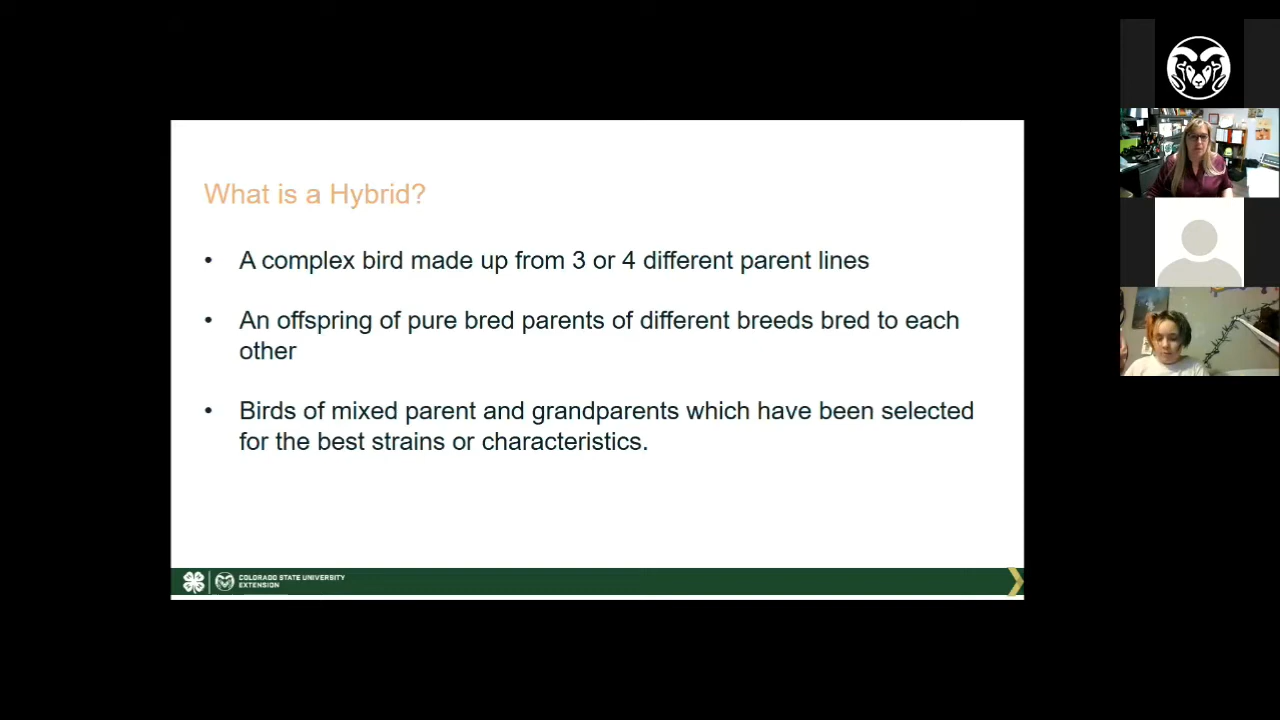 What is a Hybrid?
• A complex bird made up from 3 or 4 different parent lines
• An offspring of pure bred parents of different breeds bred to each
other
• Birds of mixed parent and grandparents which have been selected
for the best strains or characteristics.
COLORADO STATE UNIVERSITY
EXTENSION